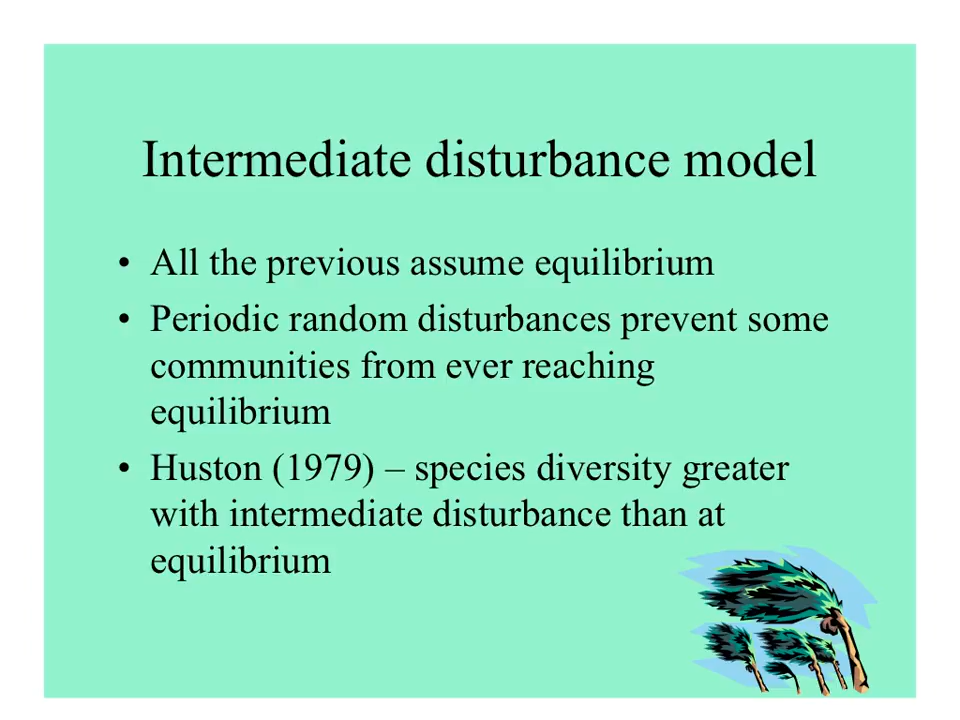 Intermediate disturbance model
• All the previous assume equilibrium
• Periodic random disturbances prevent some
communities from ever reaching
equilibrium
• Huston (1979) – species diversity greater
with intermediate disturbance than at
equilibrium